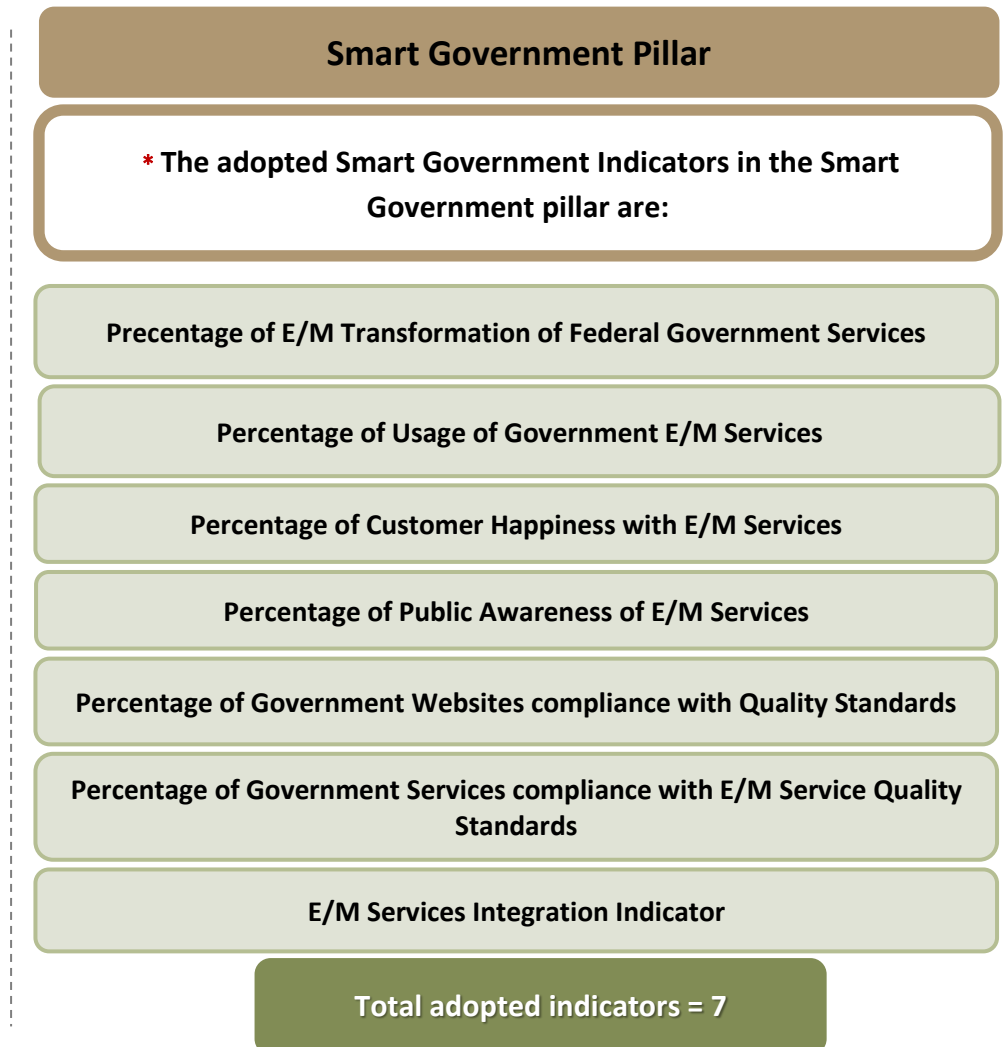 Smart Government Pillar
* The adopted Smart Government Indicators in the Smart
Government pillar are:
Precentage of E/M Transformation of Federal Government Services
Percentage of Usage of Government E/M Services
Percentage of Customer Happiness with E/M Services
Percentage of Public Awareness of E/M Services
Percentage of Government Websites compliance with Quality Standards
Percentage of Government Services compliance with E/M Service Quality
Standards
E/M Services Integration Indicator
Total adopted indicators = 7